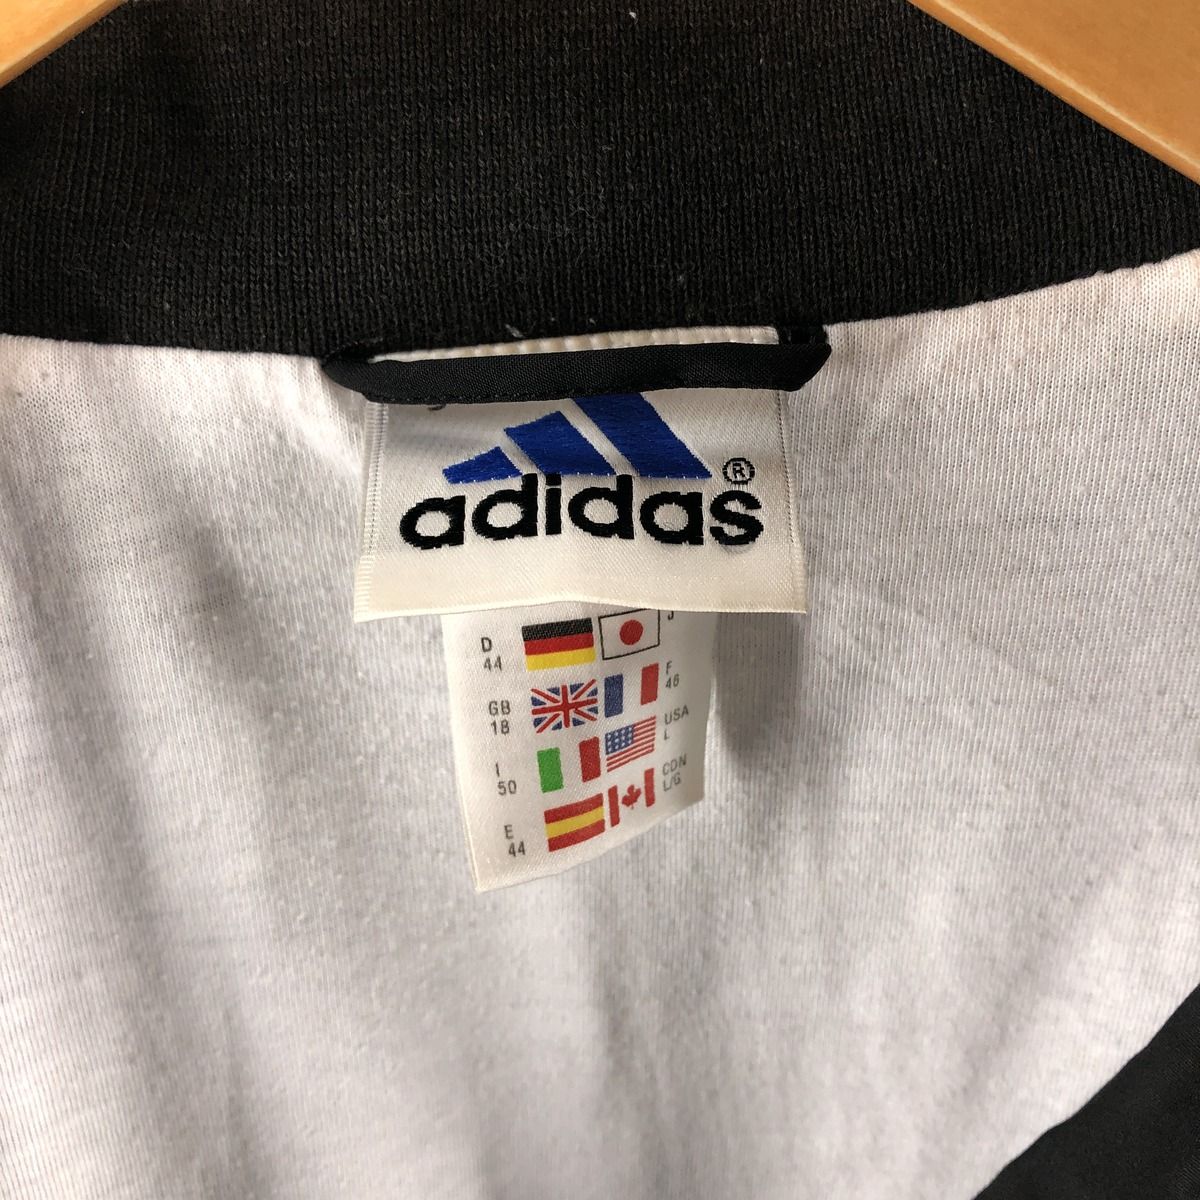 adidas®
D
44
J
GB
18
F
46
I
50
USA
L
E
44
CDN
L/G